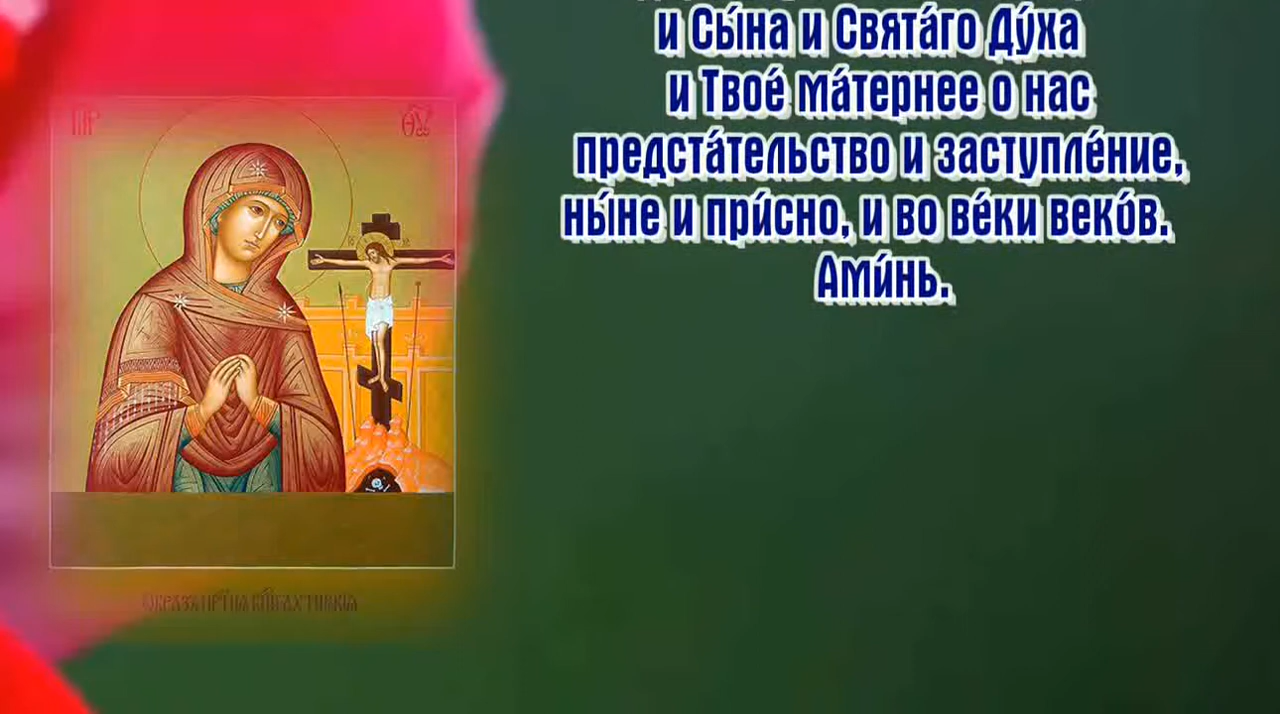 и Сы́на и Свята́го Ду́ха
и Твое́ ма́тернее о нас
предста́тельство и заступле́ние,
ны́не и при́сно, и во ве́ки веко́в.
Ами́нь.